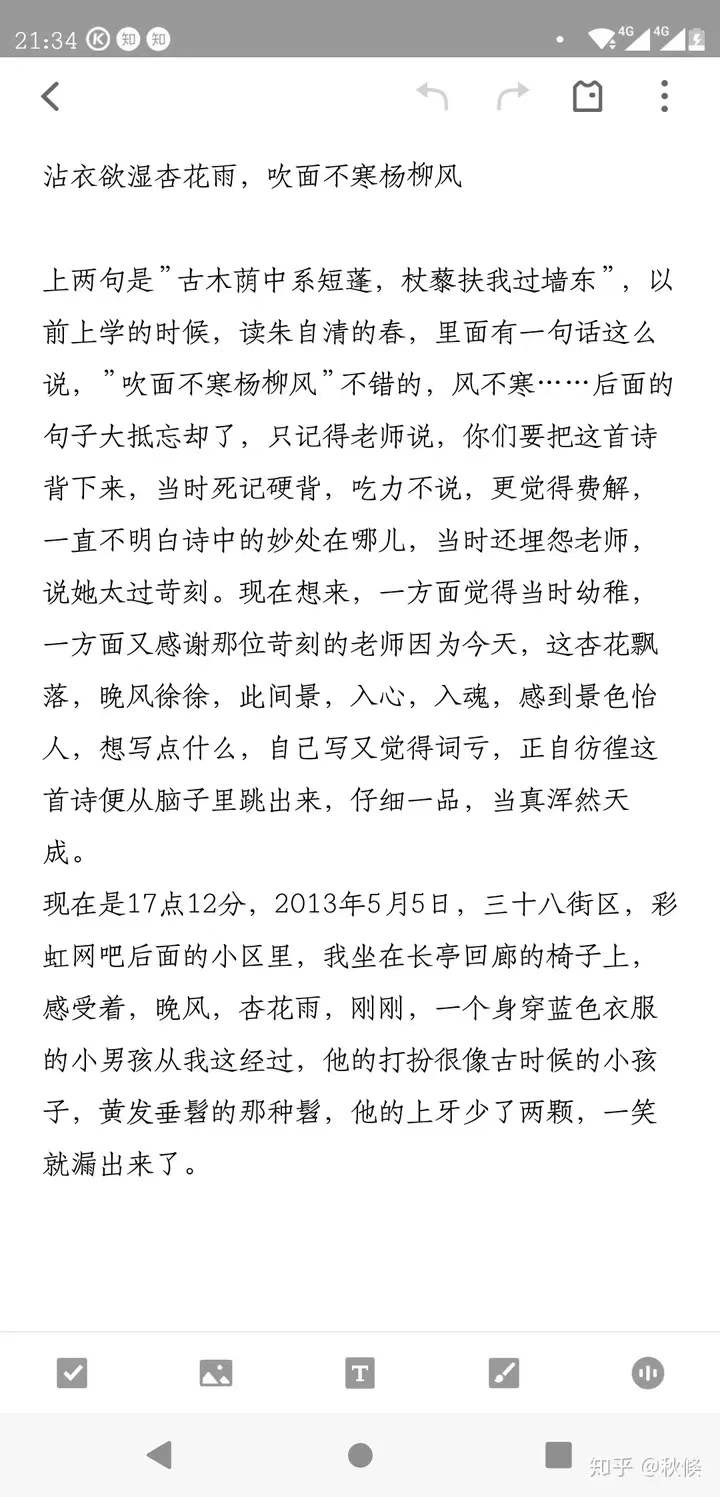 21:34 K 知 知 4G 4G
沾衣欲湿杏花雨，吹面不寒杨柳风
上两句是”古木荫中系短蓬，杖藜扶我过墙东”，以
前上学的时候，读朱自清的春，里面有一句话这么
说，”吹面不寒杨柳风”不错的，风不寒……后面的
句子大抵忘却了，只记得老师说，你们要把这首诗
背下来，当时死记硬背，吃力不说，更觉得费解，
一直不明白诗中的妙处在哪儿，当时还埋怨老师，
说她太过苛刻。现在想来，一方面觉得当时幼稚，
一方面又感谢那位苛刻的老师因为今天，这杏花飘
落，晚风徐徐，此间景，入心，入魂，感到景色怡
人，想写点什么，自己写又觉得词亏，正自彷徨这
首诗便从脑子里跳出来，仔细一品，当真浑然天
成。
现在是17点12分，2013年5月5日，三十八街区，彩
虹网吧后面的小区里，我坐在长亭回廊的椅子上，
感受着，晚风，杏花雨，刚刚，一个身穿蓝色衣服
的小男孩从我这经过，他的打扮很像古时候的小孩
子，黄发垂髫的那种髫，他的上牙少了两颗，一笑
就漏出来了。
T
知乎 @秋候